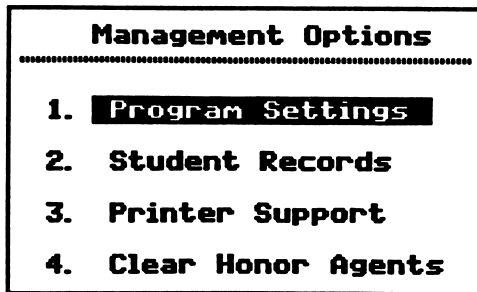 Management Options
1. Program Settings
2. Student Records
3. Printer Support
4. Clear Honor Agents